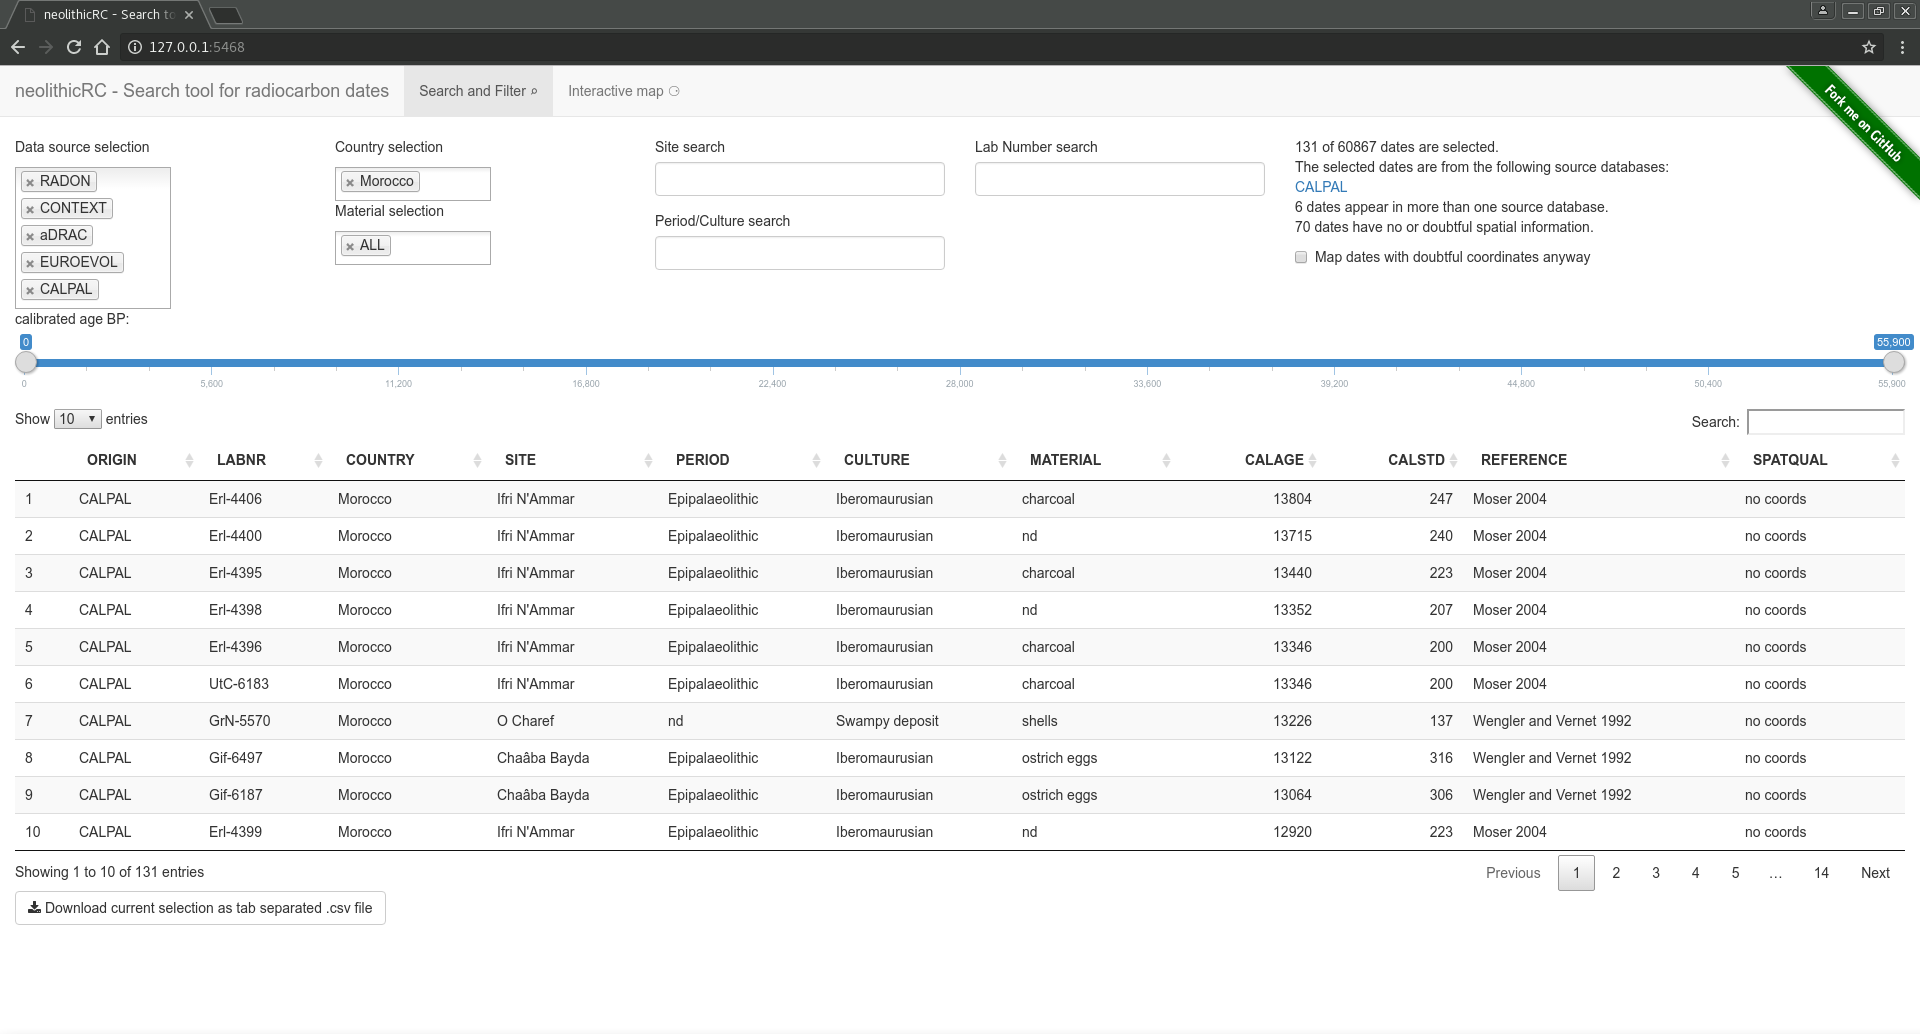 neolithicRC - Search to
127.0.0.1:5468
neolithicRC - Search tool for radiocarbon dates Search and Filter Interactive map
Fork me on GitHub
Data source selection
RADON
CONTEXT
aDRAC
EUROEVOL
CALPAL
Country selection
Morocco
Material selection
ALL
Site search
Period/Culture search
Lab Number search
131 of 60867 dates are selected.
The selected dates are from the following source databases:
CALPAL
6 dates appear in more than one source database.
70 dates have no or doubtful spatial information.
Map dates with doubtful coordinates anyway
calibrated age BP:
0 55,900
0 5,600 11,200 16,800 22,400 28,000 33,600 39,200 44,800 50,400 55,900
Show 10 entries Search:
ORIGIN LABNR COUNTRY SITE PERIOD CULTURE MATERIAL CALAGE CALSTD REFERENCE SPATQUAL
1 CALPAL Erl-4406 Morocco Ifri N'Ammar Epipalaeolithic Iberomaurusian charcoal 13804 247 Moser 2004 no coords
2 CALPAL Erl-4400 Morocco Ifri N'Ammar Epipalaeolithic Iberomaurusian nd 13715 240 Moser 2004 no coords
3 CALPAL Erl-4395 Morocco Ifri N'Ammar Epipalaeolithic Iberomaurusian charcoal 13440 223 Moser 2004 no coords
4 CALPAL Erl-4398 Morocco Ifri N'Ammar Epipalaeolithic Iberomaurusian nd 13352 207 Moser 2004 no coords
5 CALPAL Erl-4396 Morocco Ifri N'Ammar Epipalaeolithic Iberomaurusian charcoal 13346 200 Moser 2004 no coords
6 CALPAL UtC-6183 Morocco Ifri N'Ammar Epipalaeolithic Iberomaurusian charcoal 13346 200 Moser 2004 no coords
7 CALPAL GrN-5570 Morocco O Charef nd Swampy deposit shells 13226 137 Wengler and Vernet 1992 no coords
8 CALPAL Gif-6497 Morocco Chaâba Bayda Epipalaeolithic Iberomaurusian ostrich eggs 13122 316 Wengler and Vernet 1992 no coords
9 CALPAL Gif-6187 Morocco Chaâba Bayda Epipalaeolithic Iberomaurusian ostrich eggs 13064 306 Wengler and Vernet 1992 no coords
10 CALPAL Erl-4399 Morocco Ifri N'Ammar Epipalaeolithic Iberomaurusian nd 12920 223 Moser 2004 no coords
Showing 1 to 10 of 131 entries Previous 1 2 3 4 5 … 14 Next
Download current selection as tab separated .csv file